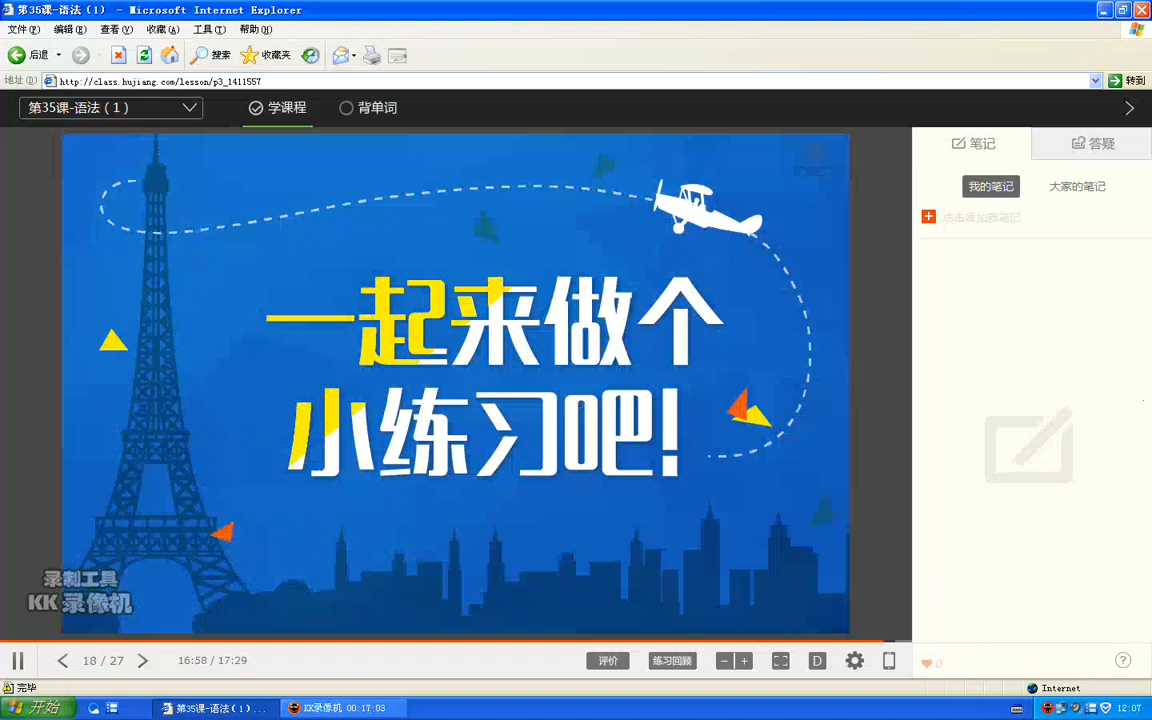 第35课-语法（1） - Microsoft Internet Explorer
文件(F) 编辑(E) 查看(V) 收藏(A) 工具(T) 帮助(H)
后退 搜索 收藏夹
地址(D) http://class.hujiang.com/lesson/p3_1411557 转到
第35课-语法（1） 学课程 背单词
笔记 答疑
我的笔记 大家的笔记
点击添加新笔记
一起来做个
小练习吧!
录制工具
KK 录像机
18 / 27 16:58 / 17:29 评价 练习回顾 D
0
完毕 Internet
开始 第35课-语法（1）... KK录像机 00:17:03 12:07